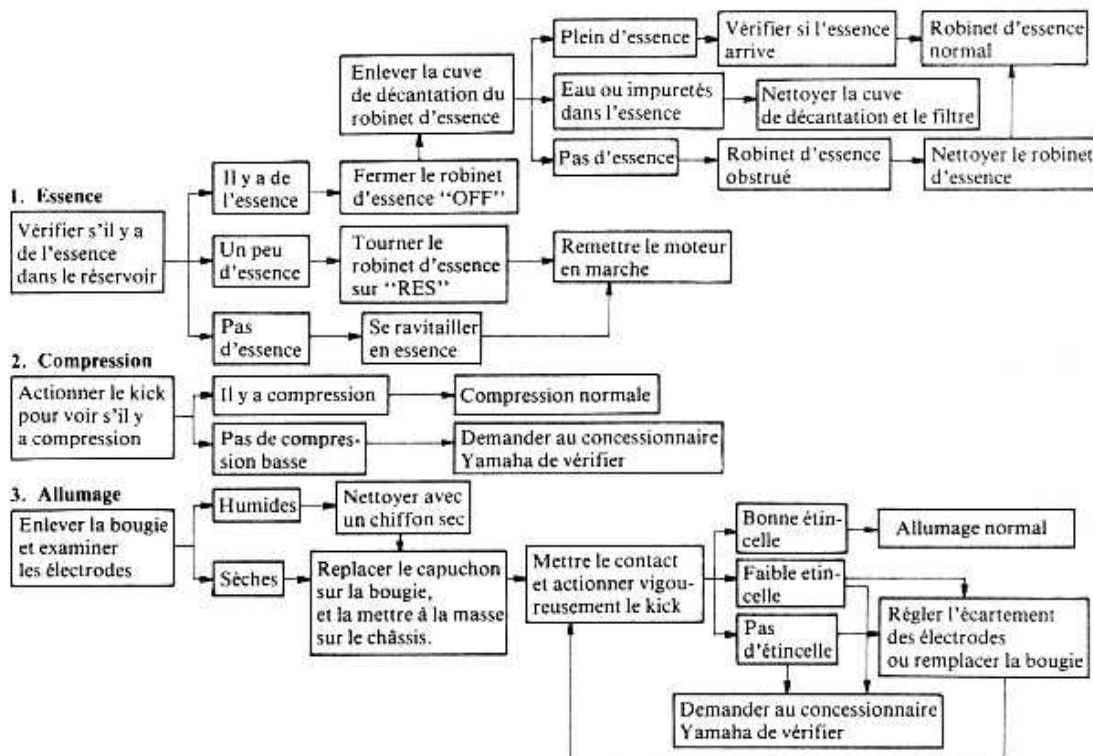 1. Essence
Vérifier s'il y a
de l'essence
dans le réservoir
Il y a de
l'essence
Fermer le robinet
d'essence "OFF"
Enlever la cuve
de décantation du
robinet d'essence
Plein d'essence
Vérifier si l'essence
arrive
Robinet d'essence
normal
Eau ou impuretés
dans l'essence
Nettoyer la cuve
de décantation et le filtre
Pas d'essence
Robinet d'essence
obstrué
Nettoyer le robinet
d'essence
Un peu
d'essence
Tourner le
robinet d'essence
sur "RES"
Remettre le moteur
en marche
Pas
d'essence
Se ravitailler
en essence
2. Compression
Actionner le kick
pour voir s'il y
a compression
Il y a compression
Compression normale
Pas de compres-
sion basse
Demander au concessionnaire
Yamaha de vérifier
3. Allumage
Enlever la bougie
et examiner
les électrodes
Humides
Nettoyer avec
un chiffon sec
Sèches
Replacer le capuchon
sur la bougie,
et la mettre à la masse
sur le châssis.
Mettre le contact
et actionner vigou-
reusement le kick
Bonne étin-
celle
Allumage normal
Faible etin-
celle
Pas
d'étincelle
Régler l'écartement
des électrodes
ou remplacer la bougie
Demander au concessionnaire
Yamaha de vérifier